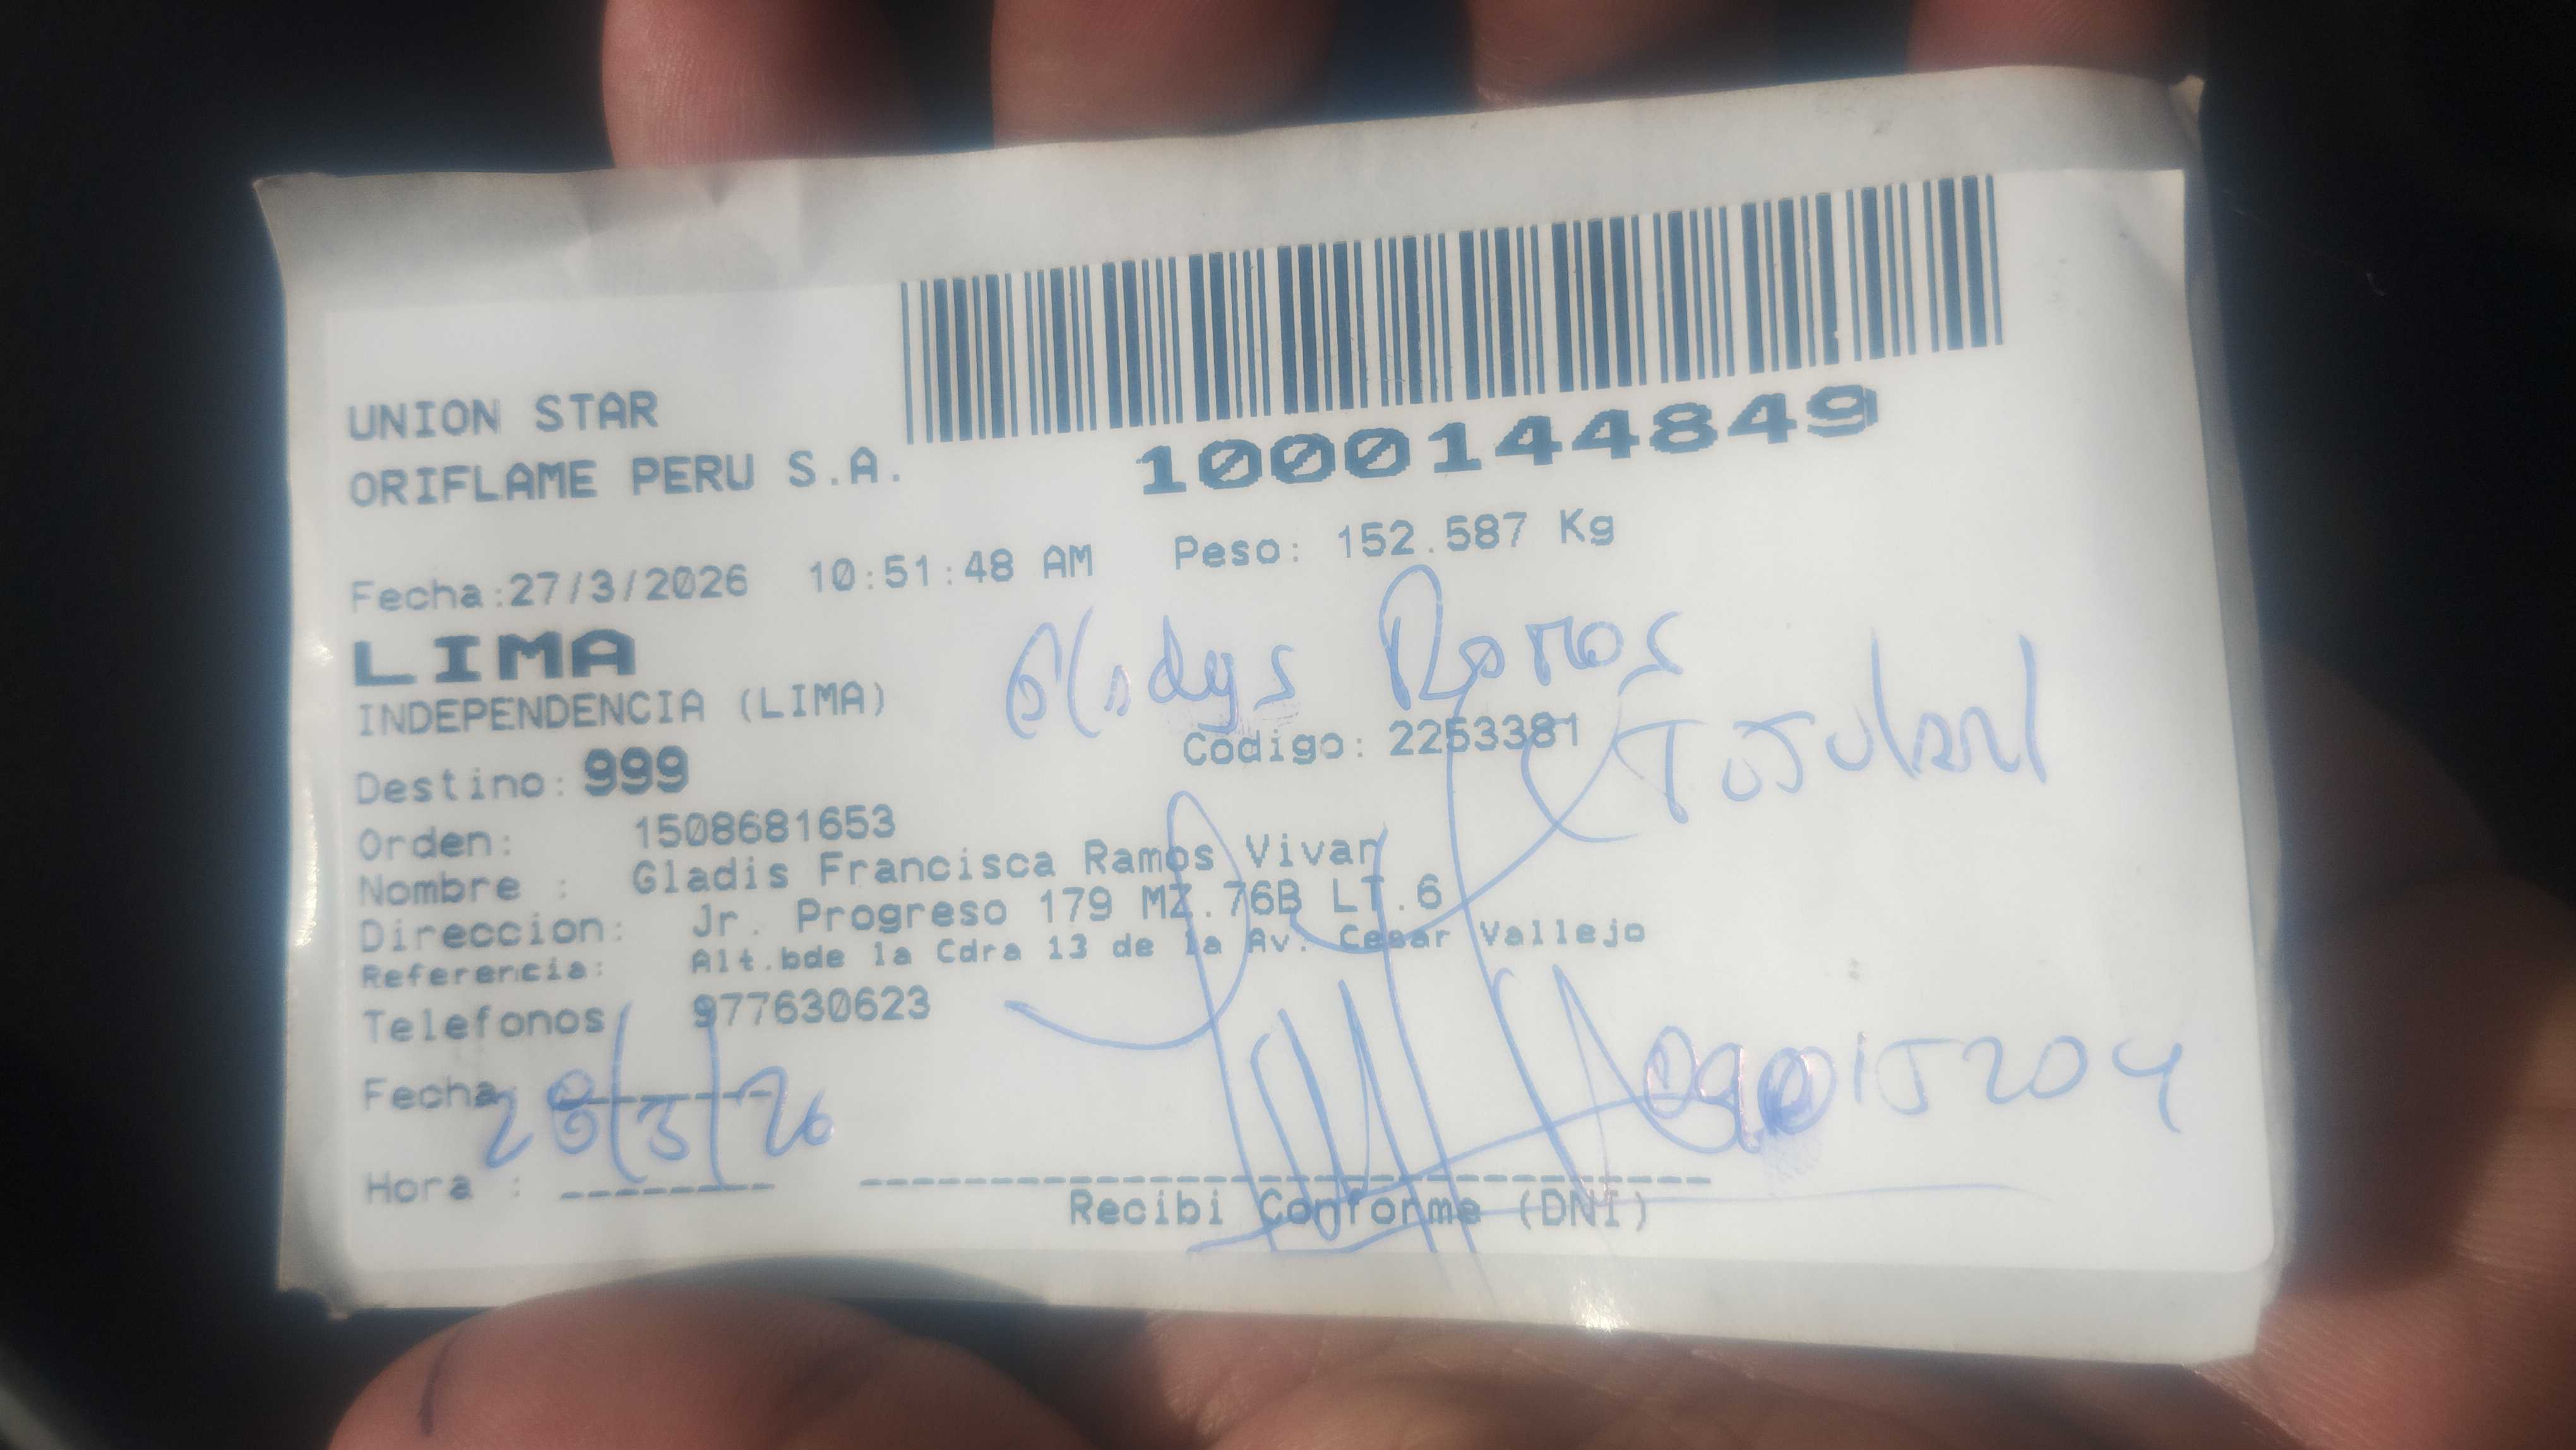 UNION STAR
ORIFLAME PERU S.A.
1000144849
Fecha:27/3/2026 10:51:48 AM Peso: 152.587 Kg
LIMA
Gladys Ramos
INDEPENDENCIA (LIMA)
Codigo: 2253381
Destino: 999
Orden: 1508681653
Nombre : Gladis Francisca Ramos Vivar
Direccion: Jr. Progreso 179 MZ.76B LT.6
Referencia: Alt.bde la Cdra 13 de la Av. Cesar Vallejo
Telefonos 977630623
Fecha: 28/3/26
Hora :
Recibi Conforme (DNI)